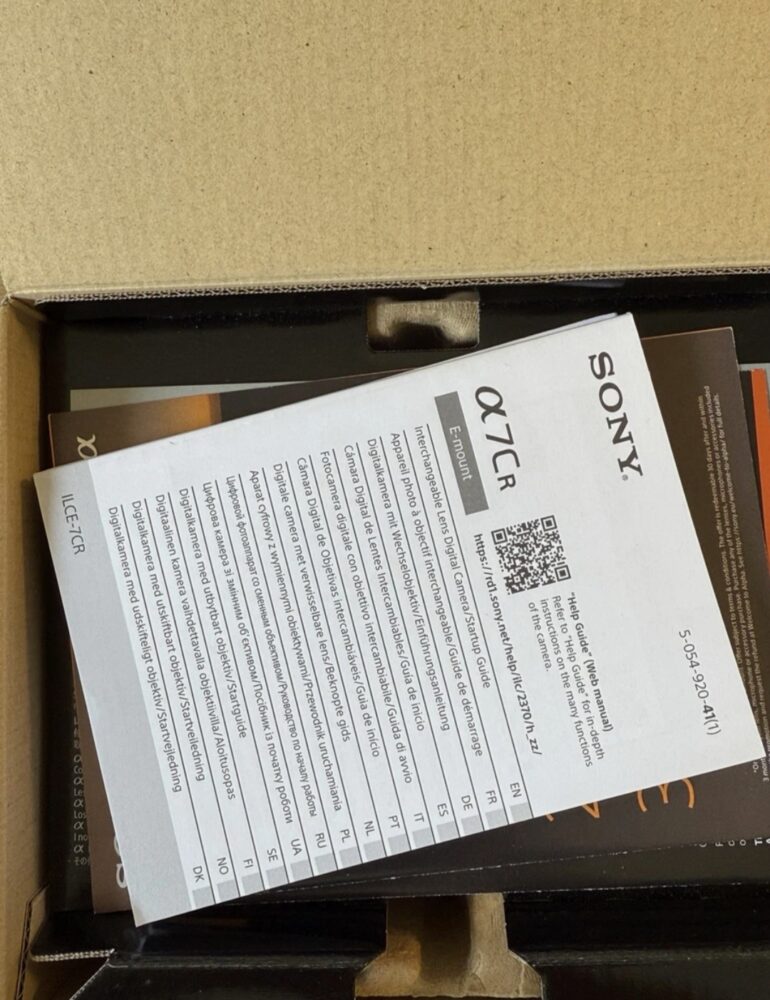 5-054-920-41(1)
SONY®
"Help Guide" (Web manual)
Refer to "Help Guide" for in-depth
instructions on the many functions
of the camera.
https://rd1.sony.net/help/ilc/2370/h_zz/
α7CR
E-mount
Interchangeable Lens Digital Camera/Startup Guide EN
Appareil photo à objectif interchangeable/Guide de démarrage FR
Digitalkamera mit Wechselobjektiv/Einführungsanleitung DE
Cámara Digital de Lentes Intercambiables/Guía de inicio ES
Fotocamera digitale con obiettivo intercambiabile/Guida di avvio IT
Câmara Digital de Objetivas Intercambiáveis/Guia de início PT
Digitale camera met verwisselbare lens/Beknopte gids NL
Aparat cyfrowy z wymiennymi obiektywami/Przewodnik uruchamiania PL
Цифровой фотоаппарат со сменным объективом/Руководство по началу работы RU
Цифрова камера зі змінним об'єктивом/Посібник із початку роботи UA
Digitalkamera med utbytbart objektiv/Startguide SE
Digitaalinen kamera vaihdettavalla objektiivilla/Aloitusopas FI
Digitalkamera med utskiftbart objektiv/Startveiledning NO
Digitalkamera med udskifteligt objektiv/Startvejledning DK
ILCE-7CR